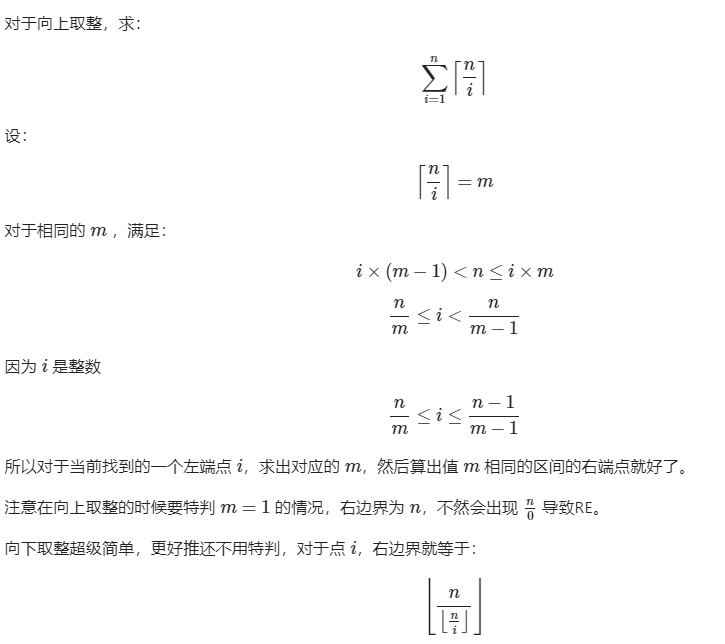 对于向上取整，求：
$$\sum_{i=1}^{n} \left\lceil \frac{n}{i} \right\rceil$$
设：
$$\left\lceil \frac{n}{i} \right\rceil = m$$
对于相同的 $m$ ，满足：
$$i \times (m-1) < n \leq i \times m$$
$$\frac{n}{m} \leq i < \frac{n}{m-1}$$
因为 $i$ 是整数
$$\frac{n}{m} \leq i \leq \frac{n-1}{m-1}$$
所以对于当前找到的一个左端点 $i$，求出对应的 $m$，然后算出值 $m$ 相同的区间的右端点就好了。
注意在向上取整的时候要特判 $m=1$ 的情况，右边界为 $n$，不然会出现 $\frac{n}{0}$ 导致RE。
向下取整超级简单，更好推还不用特判，对于点 $i$，右边界就等于：
$$\left\lfloor \frac{n}{\left\lfloor \frac{n}{i} \right\rfloor} \right\rfloor$$